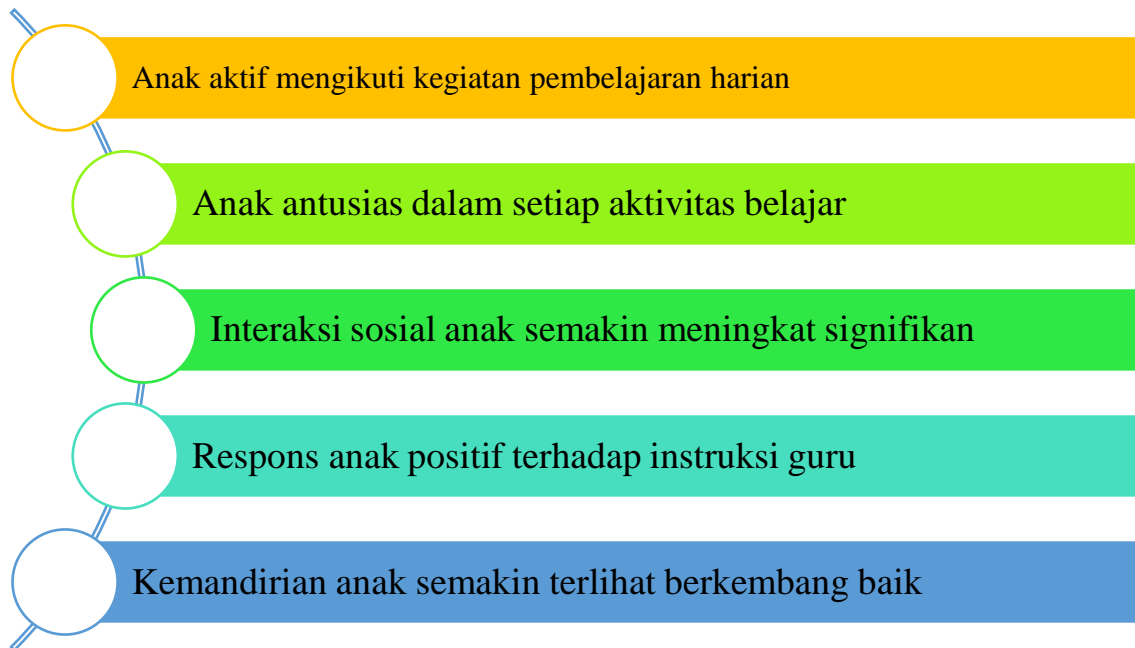 Anak aktif mengikuti kegiatan pembelajaran harian
Anak antusias dalam setiap aktivitas belajar
Interaksi sosial anak semakin meningkat signifikan
Respons anak positif terhadap instruksi guru
Kemandirian anak semakin terlihat berkembang baik